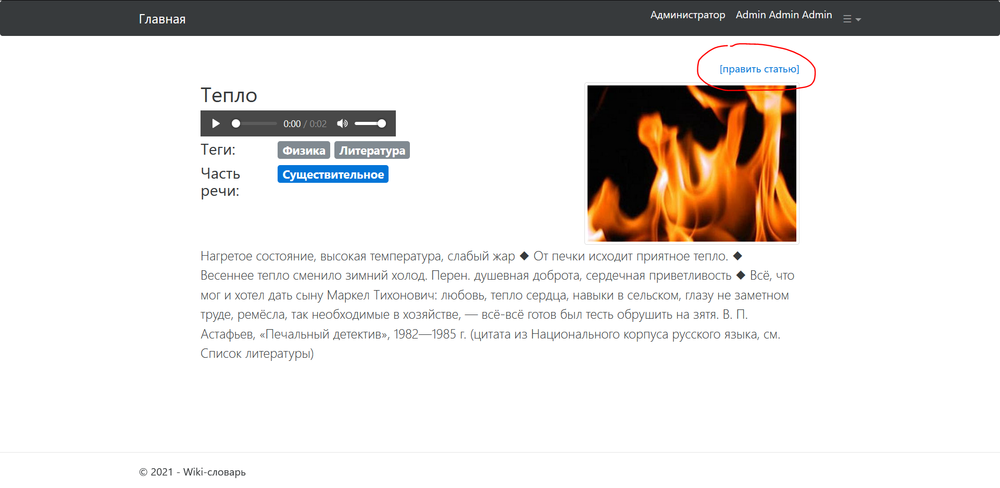 Главная
Администратор Admin Admin Admin
[править статью]
Тепло
0:00 / 0:02
Теги: Физика Литература
Часть речи: Существительное
Нагретое состояние, высокая температура, слабый жар ◆ От печки исходит приятное тепло. ◆
Весеннее тепло сменило зимний холод. Перен. душевная доброта, сердечная приветливость ◆ Всё, что
мог и хотел дать сыну Маркел Тихонович: любовь, тепло сердца, навыки в сельском, глазу не заметном
труде, ремёсла, так необходимые в хозяйстве, — всё-всё готов был тесть обрушить на зятя. В. П.
Астафьев, «Печальный детектив», 1982—1985 г. (цитата из Национального корпуса русского языка, см.
Список литературы)
© 2021 - Wiki-словарь